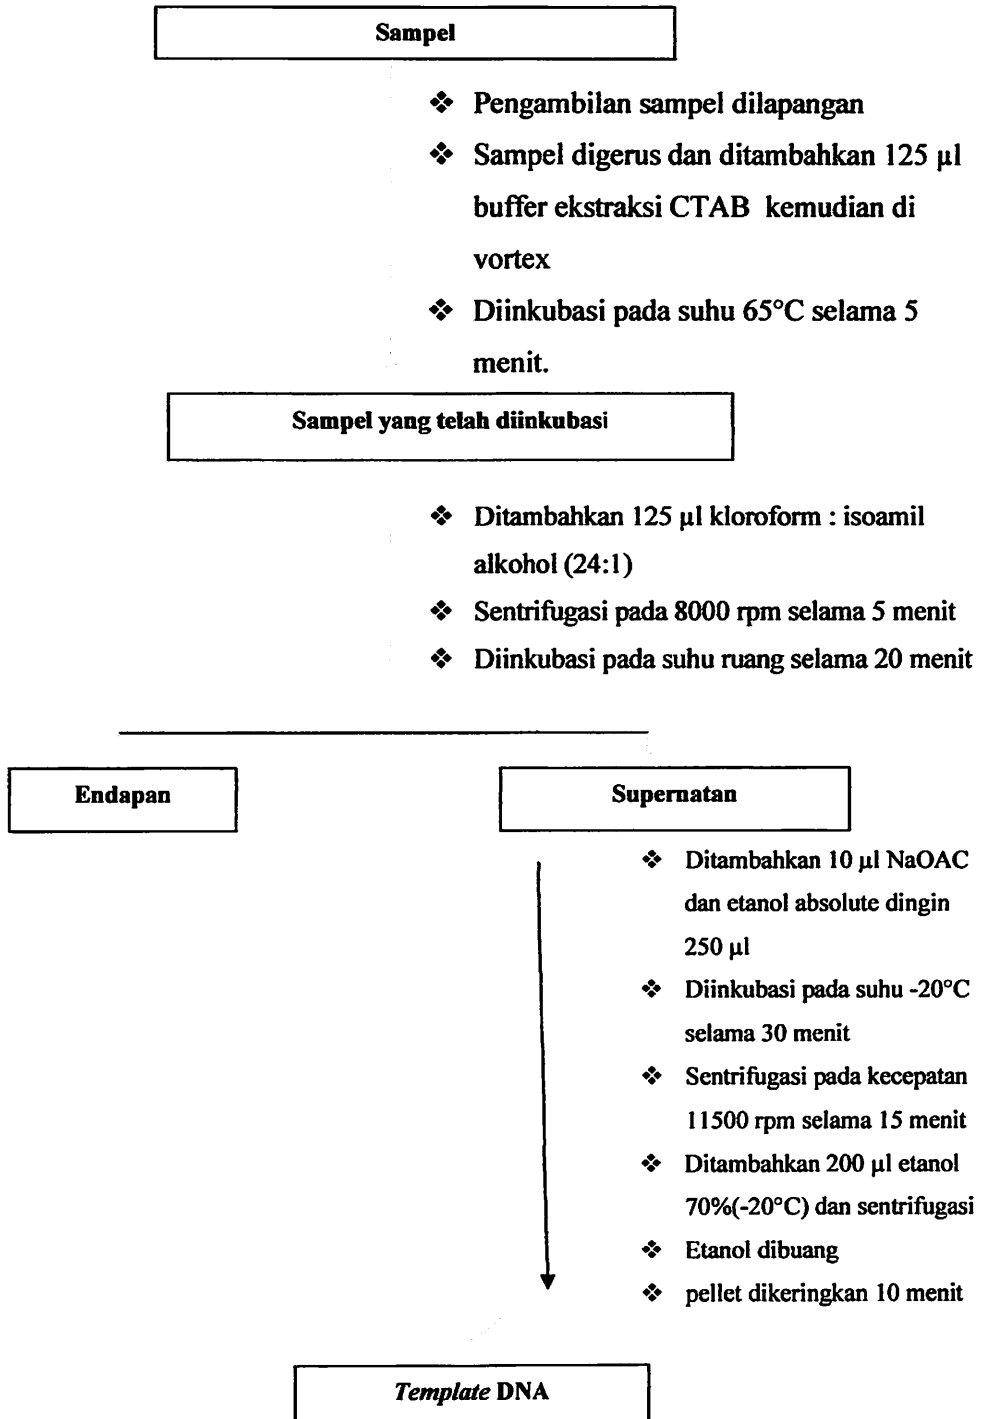 Sampel
❖ Pengambilan sampel dilapangan
❖ Sampel digerus dan ditambahkan 125 µl
buffer ekstraksi CTAB kemudian di
vortex
❖ Diinkubasi pada suhu 65°C selama 5
menit.
Sampel yang telah diinkubasi
❖ Ditambahkan 125 µl kloroform : isoamil
alkohol (24:1)
❖ Sentrifugasi pada 8000 rpm selama 5 menit
❖ Diinkubasi pada suhu ruang selama 20 menit
Endapan
Supernatan
❖ Ditambahkan 10 µl NaOAC
dan etanol absolute dingin
250 µl
❖ Diinkubasi pada suhu -20°C
selama 30 menit
❖ Sentrifugasi pada kecepatan
11500 rpm selama 15 menit
❖ Ditambahkan 200 µl etanol
70%(-20°C) dan sentrifugasi
❖ Etanol dibuang
❖ pellet dikeringkan 10 menit
Template DNA